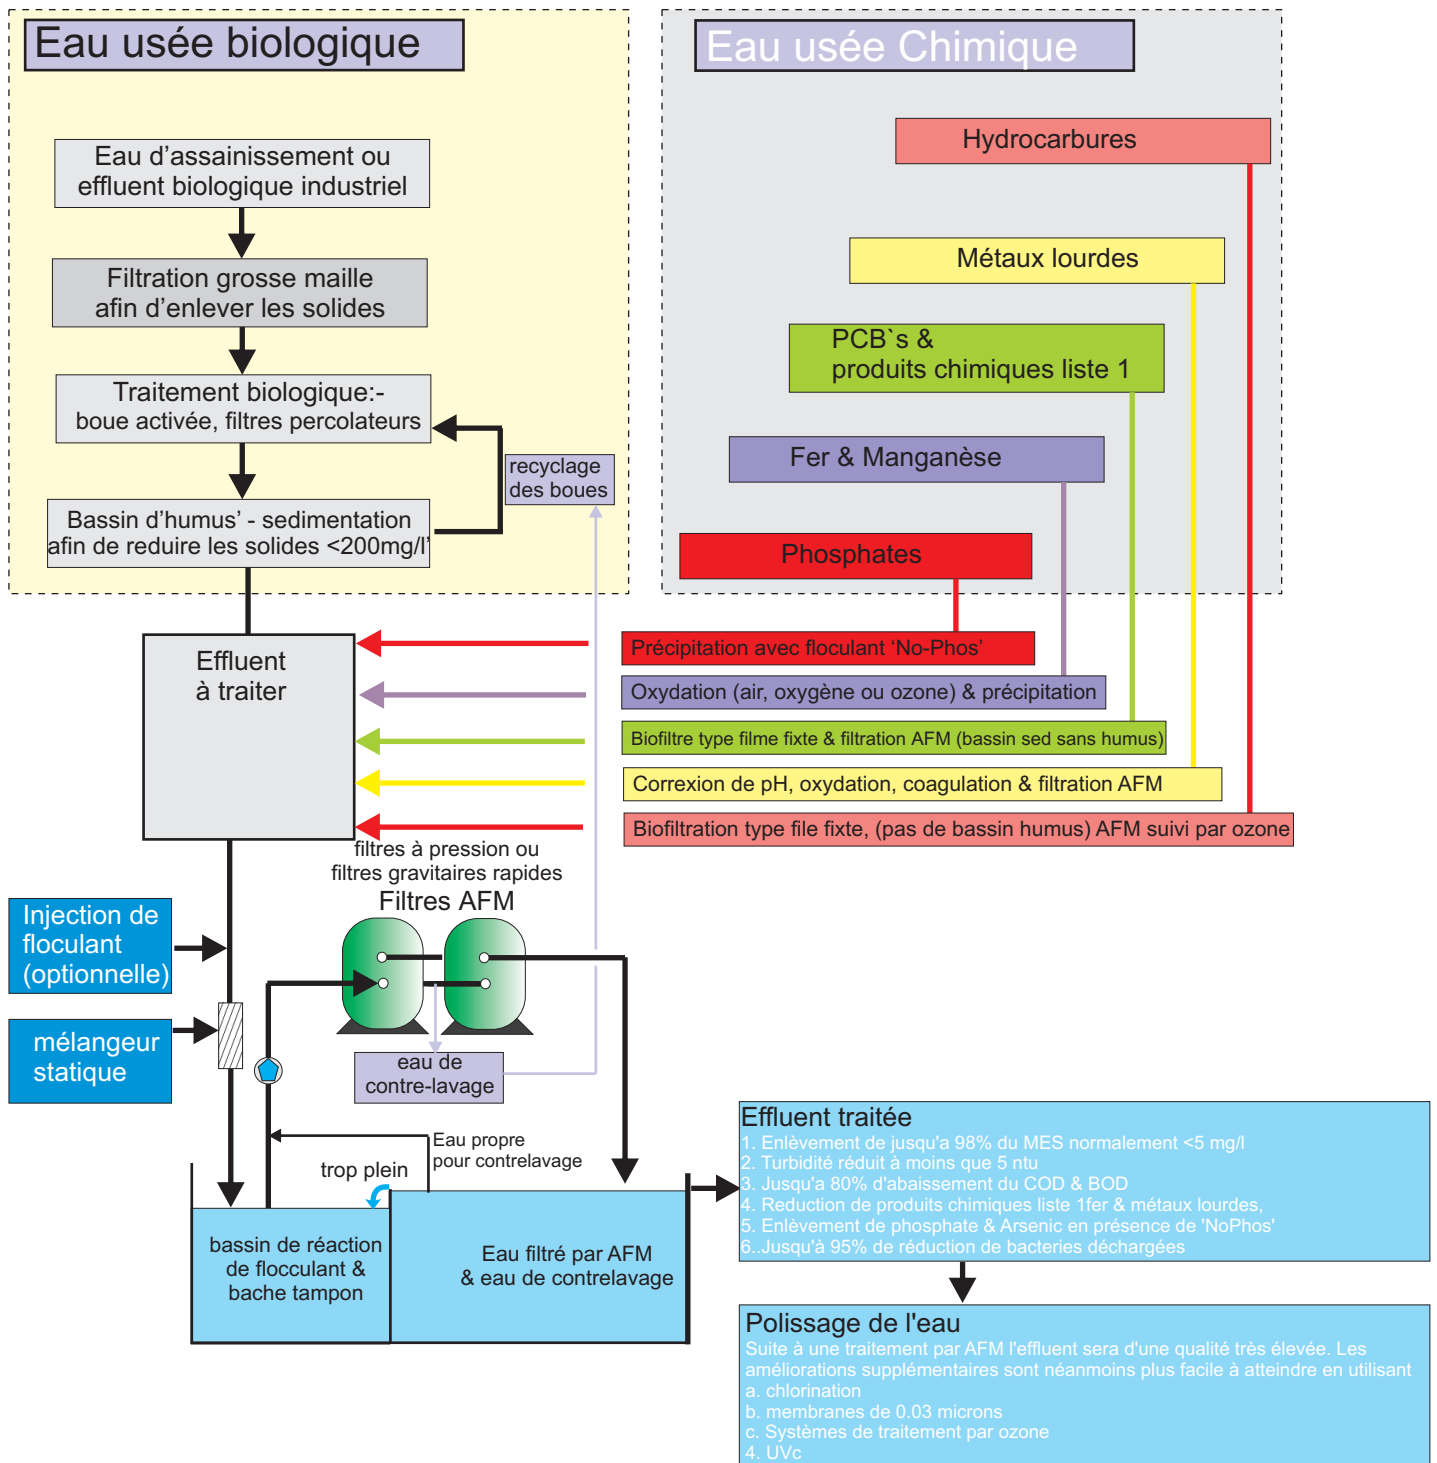 Eau usée biologique
Eau d'assainissement ou
effluent biologique industriel
Filtration grosse maille
afin d'enlever les solides
Traitement biologique:-
boue activée, filtres percolateurs
recyclage
des boues
Bassin d'humus' - sedimentation
afin de reduire les solides <200mg/l'
Eau usée Chimique
Hydrocarbures
Métaux lourdes
PCB`s &
produits chimiques liste 1
Fer & Manganèse
Phosphates
Effluent
à traiter
Précipitation avec floculant 'No-Phos'
Oxydation (air, oxygène ou ozone) & précipitation
Biofiltre type filme fixte & filtration AFM (bassin sed sans humus)
Correxion de pH, oxydation, coagulation & filtration AFM
Biofiltration type file fixte, (pas de bassin humus) AFM suivi par ozone
filtres à pression ou
filtres gravitaires rapides
Filtres AFM
Injection de
floculant
(optionnelle)
mélangeur
statique
eau de
contre-lavage
Eau propre
pour contrelavage
trop plein
bassin de réaction
de flocculant &
bache tampon
Eau filtré par AFM
& eau de contrelavage
Effluent traitée
1. Enlèvement de jusqu'a 98% du MES normalement <5 mg/l
2. Turbidité réduit à moins que 5 ntu
3. Jusqu'a 80% d'abaissement du COD & BOD
4. Reduction de produits chimiques liste 1fer & métaux lourdes,
5. Enlèvement de phosphate & Arsenic en présence de 'NoPhos'
6..Jusqu'à 95% de réduction de bacteries déchargées
Polissage de l'eau
Suite à une traitement par AFM l'effluent sera d'une qualité très élevée. Les
améliorations supplémentaires sont néanmoins plus facile à atteindre en utilisant
a. chlorination
b. membranes de 0.03 microns
c. Systèmes de traitement par ozone
4. UVc